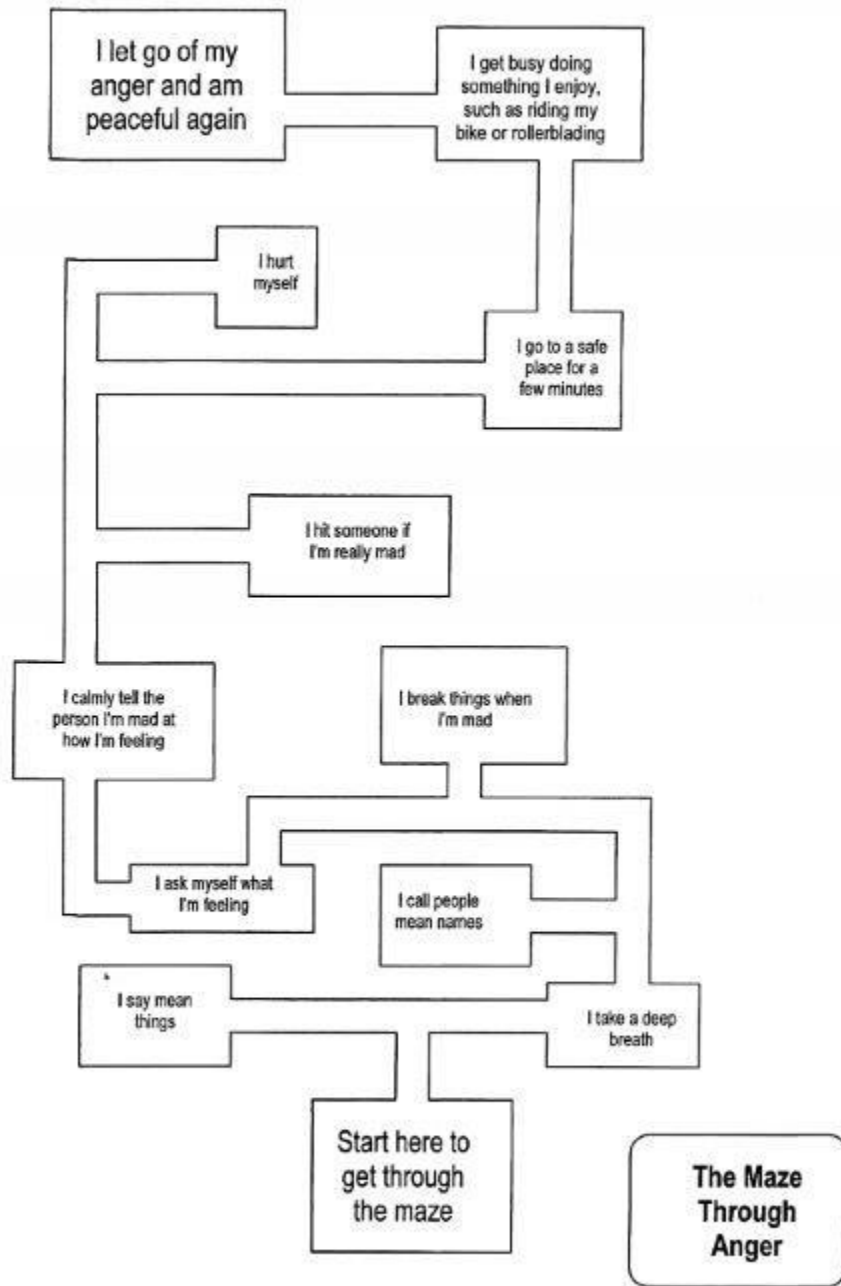 I let go of my
anger and am
peaceful again
I get busy doing
something I enjoy,
such as riding my
bike or rollerblading
I hurt
myself
I go to a safe
place for a
few minutes
I hit someone if
I'm really mad
I calmly tell the
person I'm mad at
how I'm feeling
I break things when
I'm mad
I ask myself what
I'm feeling
I call people
mean names
I say mean
things
I take a deep
breath
Start here to
get through
the maze
The Maze
Through
Anger